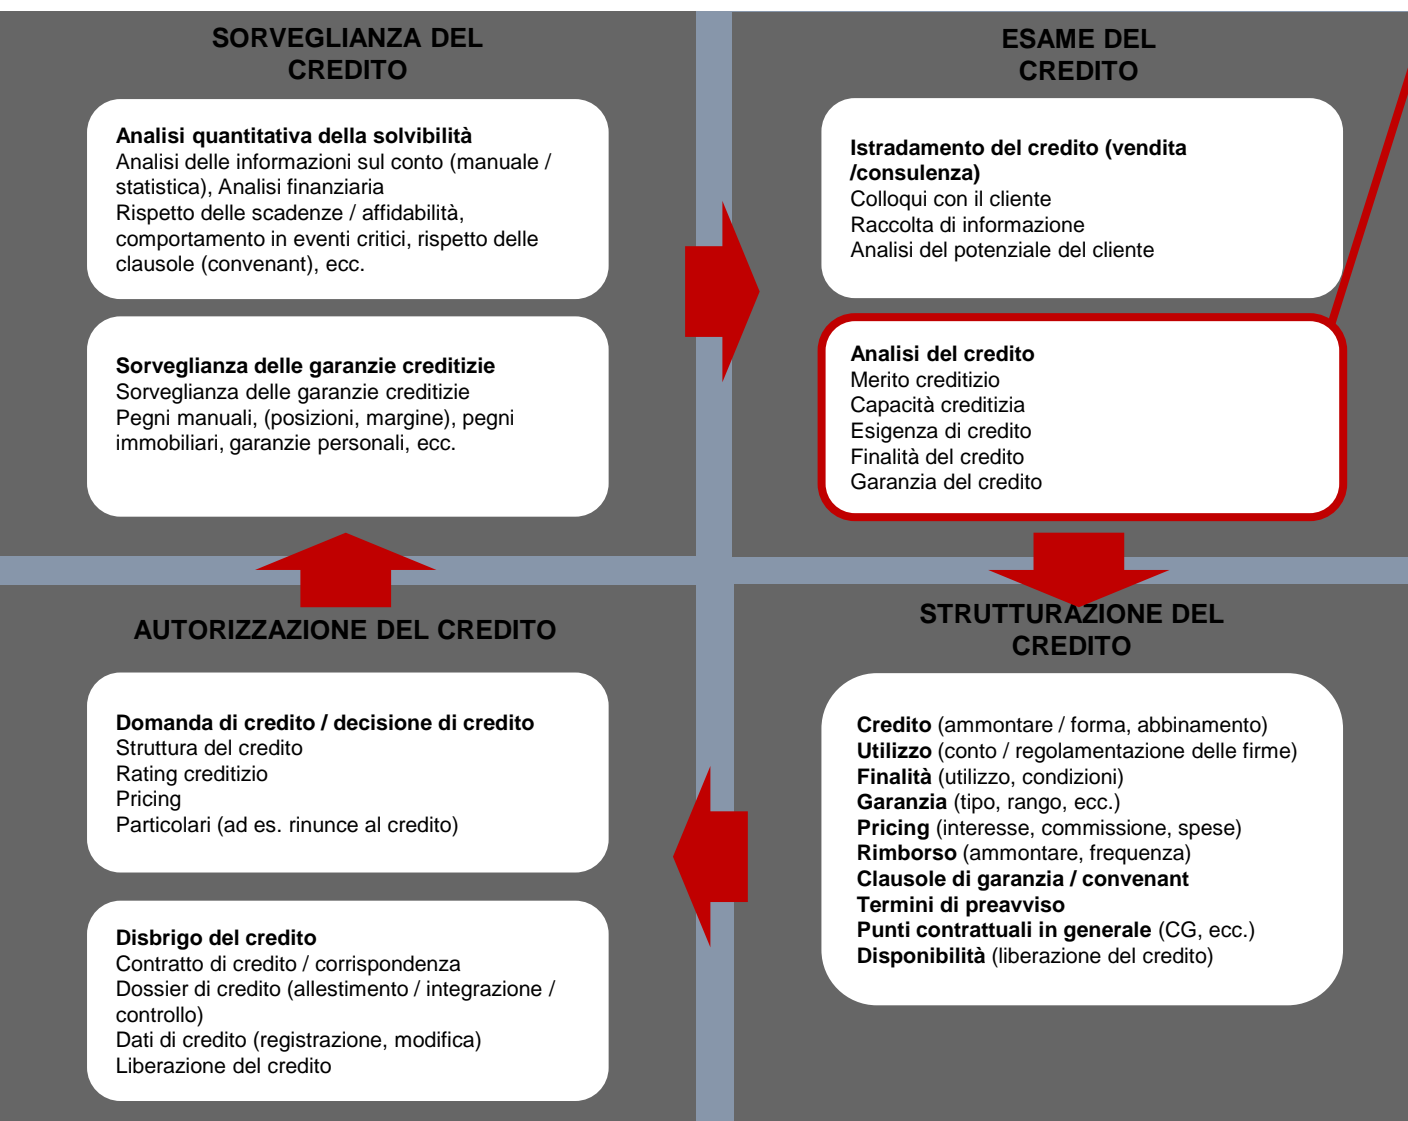 SORVEGLIANZA DEL
CREDITO
Analisi quantitativa della solvibilità
Analisi delle informazioni sul conto (manuale /
statistica), Analisi finanziaria
Rispetto delle scadenze / affidabilità,
comportamento in eventi critici, rispetto delle
clausole (convenant), ecc.
Sorveglianza delle garanzie creditizie
Sorveglianza delle garanzie creditizie
Pegni manuali, (posizioni, margine), pegni
immobiliari, garanzie personali, ecc.
ESAME DEL
CREDITO
Istradamento del credito (vendita
/consulenza)
Colloqui con il cliente
Raccolta di informazione
Analisi del potenziale del cliente
Analisi del credito
Merito creditizio
Capacità creditizia
Esigenza di credito
Finalità del credito
Garanzia del credito
AUTORIZZAZIONE DEL CREDITO
Domanda di credito / decisione di credito
Struttura del credito
Rating creditizio
Pricing
Particolari (ad es. rinunce al credito)
Disbrigo del credito
Contratto di credito / corrispondenza
Dossier di credito (allestimento / integrazione /
controllo)
Dati di credito (registrazione, modifica)
Liberazione del credito
STRUTTURAZIONE DEL
CREDITO
Credito (ammontare / forma, abbinamento)
Utilizzo (conto / regolamentazione delle firme)
Finalità (utilizzo, condizioni)
Garanzia (tipo, rango, ecc.)
Pricing (interesse, commissione, spese)
Rimborso (ammontare, frequenza)
Clausole di garanzia / convenant
Termini di preavviso
Punti contrattuali in generale (CG, ecc.)
Disponibilità (liberazione del credito)